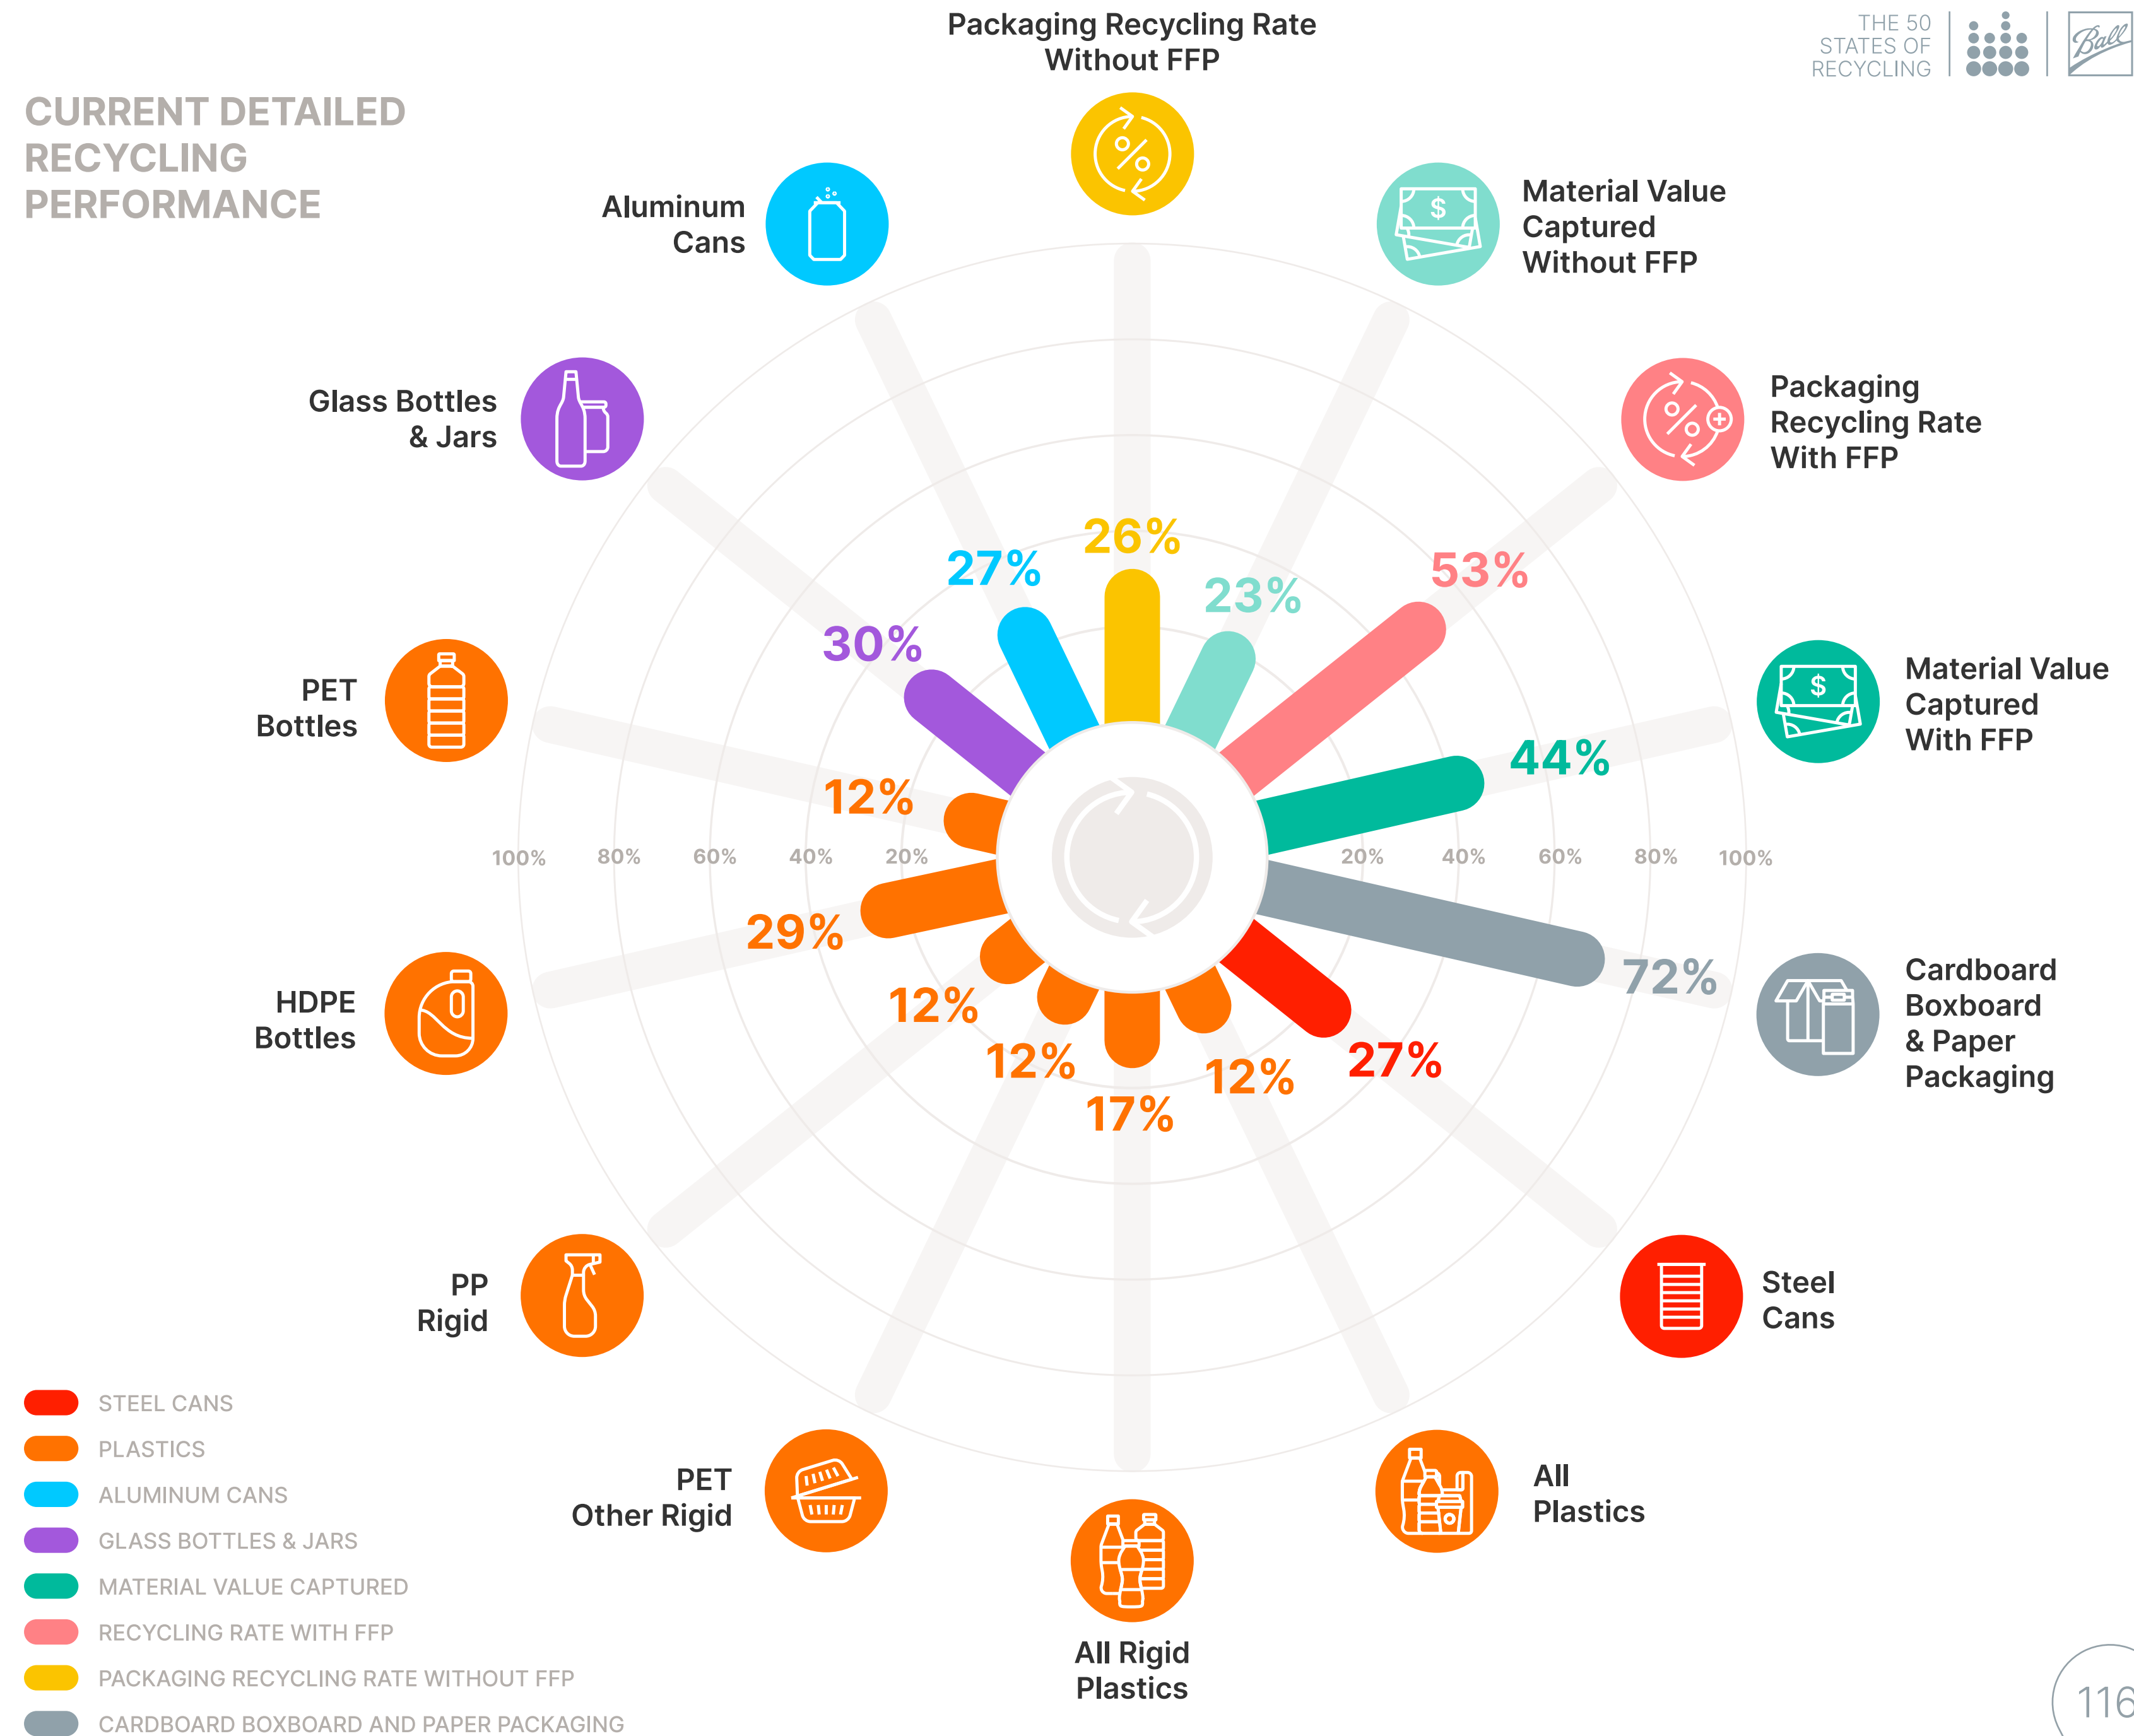 THE 50
STATES OF
RECYCLING
Ball
CURRENT DETAILED
RECYCLING
PERFORMANCE
Packaging Recycling Rate
Without FFP
Material Value
Captured
Without FFP
Packaging
Recycling Rate
With FFP
Material Value
Captured
With FFP
Cardboard
Boxboard
& Paper
Packaging
Steel
Cans
All
Plastics
All Rigid
Plastics
PET
Other Rigid
PP
Rigid
HDPE
Bottles
PET
Bottles
Glass Bottles
& Jars
Aluminum
Cans
26%
23%
53%
44%
72%
27%
12%
17%
12%
12%
29%
12%
30%
27%
100%
80%
60%
40%
20%
20%
40%
60%
80%
100%
$
$
STEEL CANS
PLASTICS
ALUMINUM CANS
GLASS BOTTLES & JARS
MATERIAL VALUE CAPTURED
RECYCLING RATE WITH FFP
PACKAGING RECYCLING RATE WITHOUT FFP
CARDBOARD BOXBOARD AND PAPER PACKAGING
116